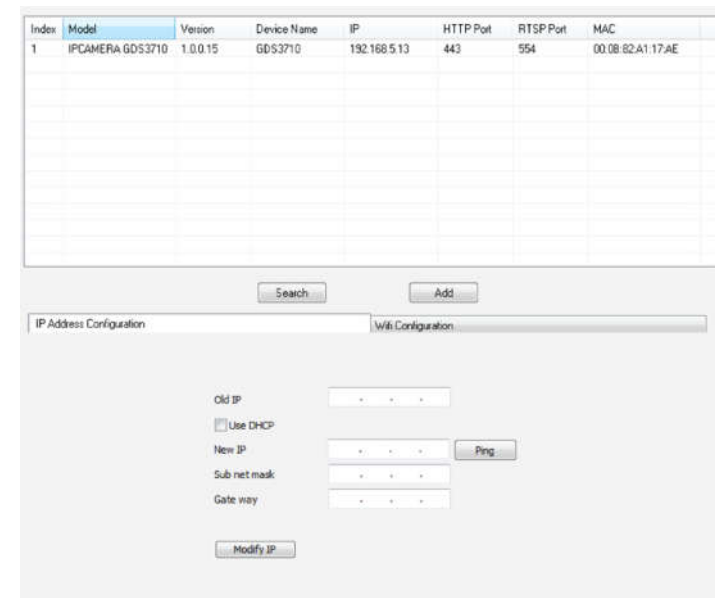 Index Model Version Device Name IP HTTP Port RTSP Port MAC
1 IPCAMERA GDS3710 1.0.0.15 GDS3710 192.168.5.13 443 554 00:0B:82:A1:17:AE
Search Add
IP Address Configuration Wifi Configuration
Old IP . . .
Use DHCP
New IP . . . Ping
Sub net mask . . .
Gate way . . .
Modify IP